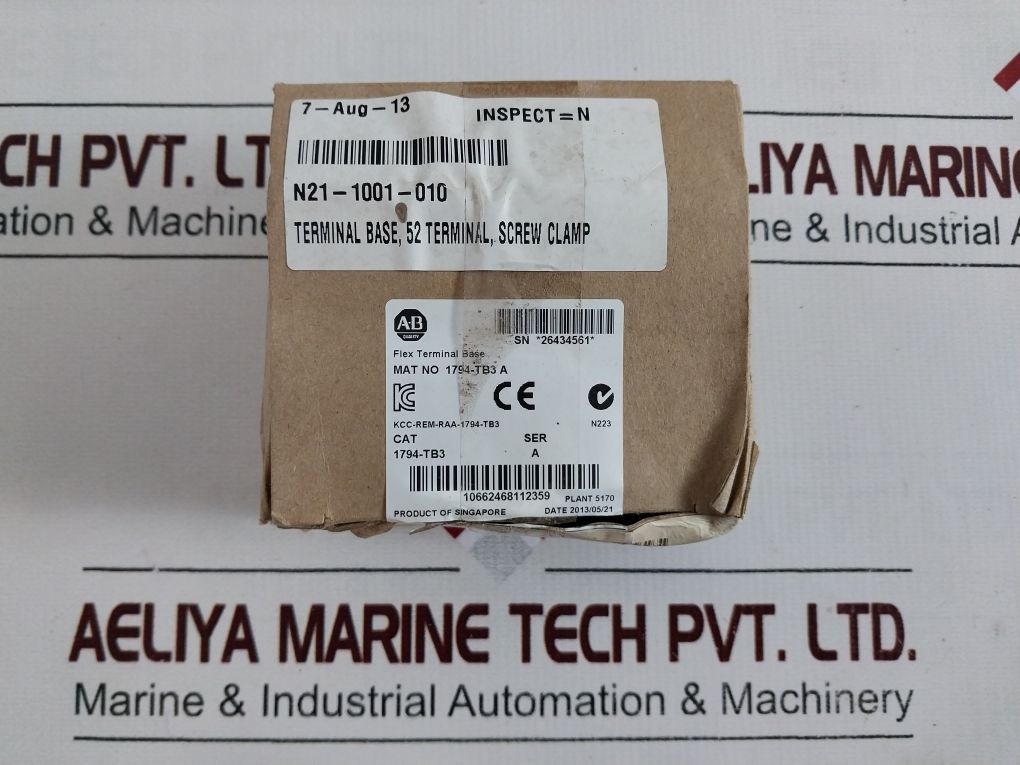 7-Aug-13 INSPECT=N
N21-1001-010
TERMINAL BASE, 52 TERMINAL, SCREW CLAMP
A-B
QUALITY
SN *26434561*
Flex Terminal Base
MAT NO 1794-TB3 A
CE
KCC-REM-RAA-1794-TB3 N223
CAT SER
1794-TB3 A
10662468112359 PLANT 5170
PRODUCT OF SINGAPORE DATE 2013/05/21
CH PVT. LT
ation & Machine
LIYA MARINE
ne & Industrial A
AELIYA MARINE TECH PVT. LTD.
Marine & Industrial Automation & Machinery